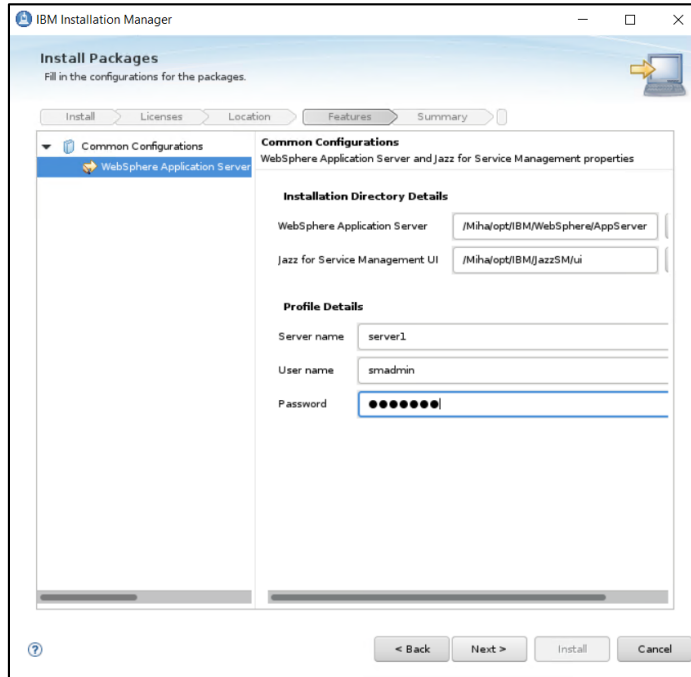 IBM Installation Manager
Install Packages
Fill in the configurations for the packages.
Install Licenses Location Features Summary
Common Configurations
WebSphere Application Server
Common Configurations
WebSphere Application Server and Jazz for Service Management properties
Installation Directory Details
WebSphere Application Server /Miha/opt/IBM/WebSphere/AppServer
Jazz for Service Management UI /Miha/opt/IBM/JazzSM/ui
Profile Details
Server name server1
User name smadmin
Password ●●●●●●●
? < Back Next > Install Cancel